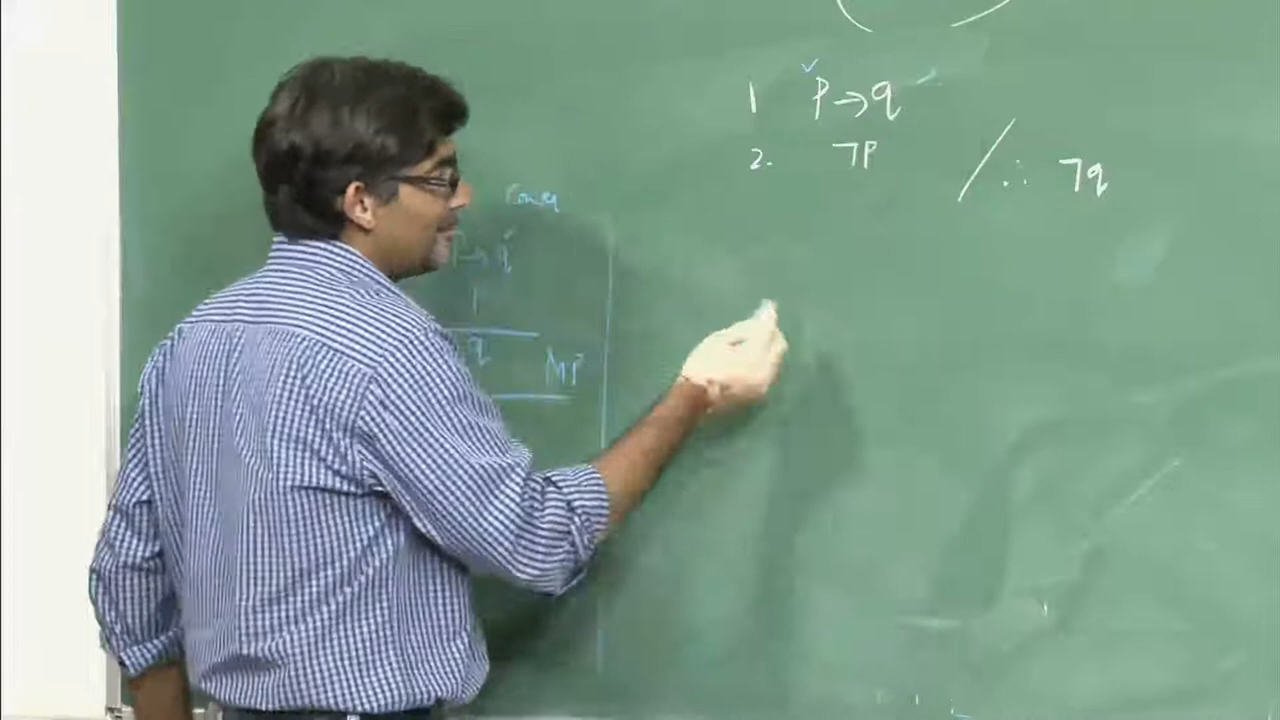 1 P→q
2. ¬P / ∴ ¬q
→ q
q MP